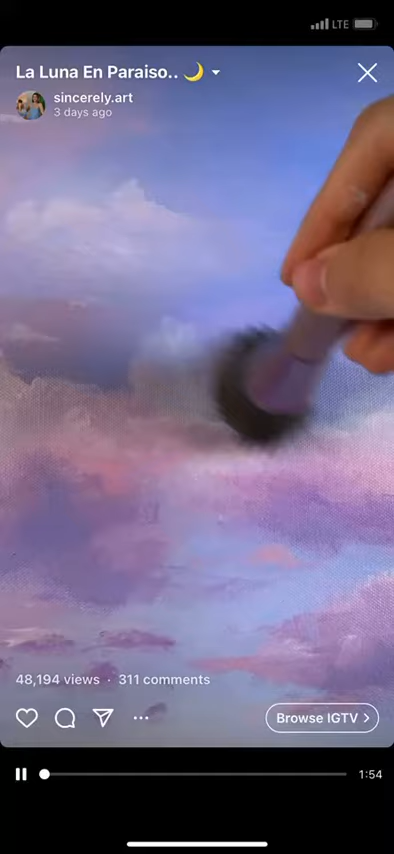 LTE
La Luna En Paraiso.. 🌙
sincerely.art
3 days ago
48,194 views · 311 comments
Browse IGTV >
1:54